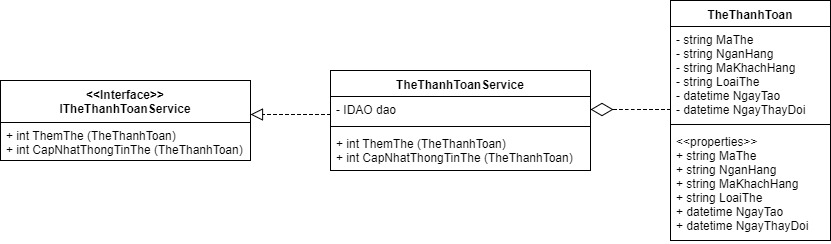 <<Interface>>
ITheThanhToanService
+ int ThemThe (TheThanhToan)
+ int CapNhatThongTinThe (TheThanhToan)
TheThanhToanService
- IDAO dao
+ int ThemThe (TheThanhToan)
+ int CapNhatThongTinThe (TheThanhToan)
TheThanhToan
- string MaThe
- string NganHang
- string MaKhachHang
- string LoaiThe
- datetime NgayTao
- datetime NgayThayDoi
<<properties>>
+ string MaThe
+ string NganHang
+ string MaKhachHang
+ string LoaiThe
+ datetime NgayTao
+ datetime NgayThayDoi